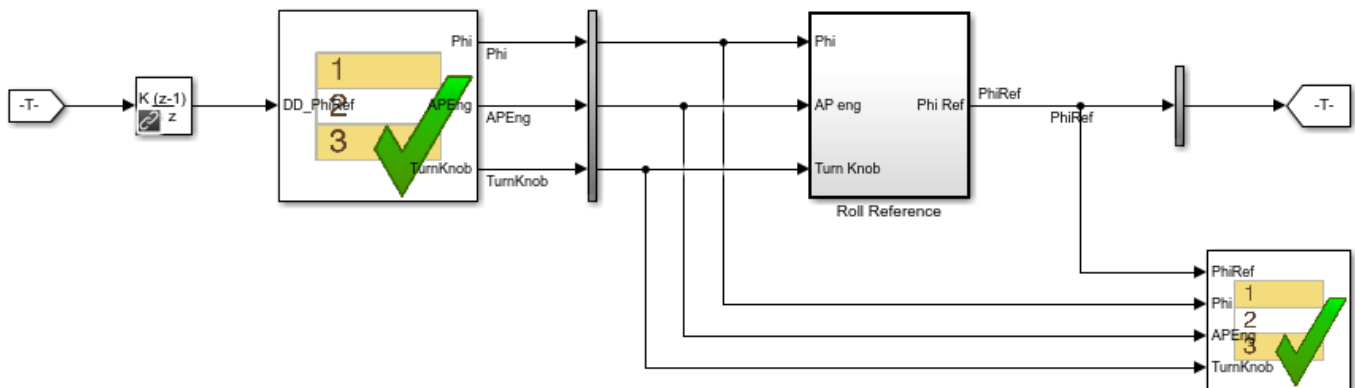 -T-
K (z-1)
z
DD_PhiRef
1
2
3
Phi
APEng
TurnKnob
Phi
APEng
TurnKnob
Phi
AP eng
Turn Knob
Phi Ref
Roll Reference
PhiRef
PhiRef
-T-
PhiRef
Phi
APEng
TurnKnob
1
2
3